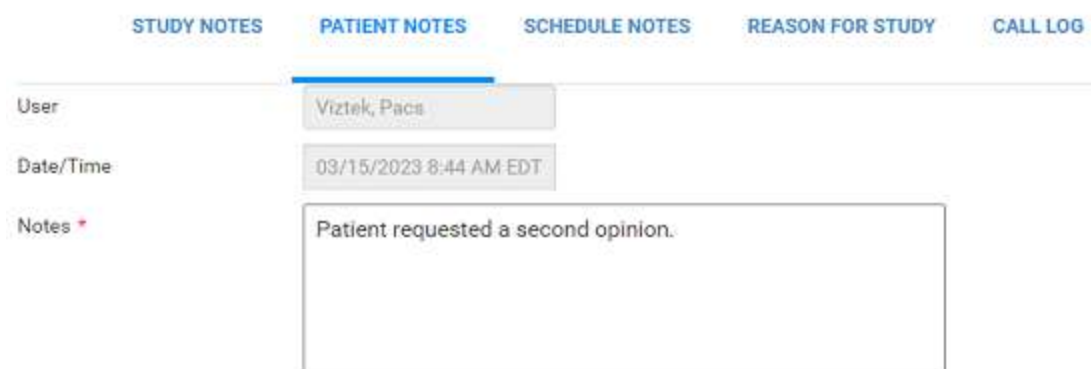 STUDY NOTES PATIENT NOTES SCHEDULE NOTES REASON FOR STUDY CALL LOG
User Viztek, Pacs
Date/Time 03/15/2023 8:44 AM EDT
Notes * Patient requested a second opinion.